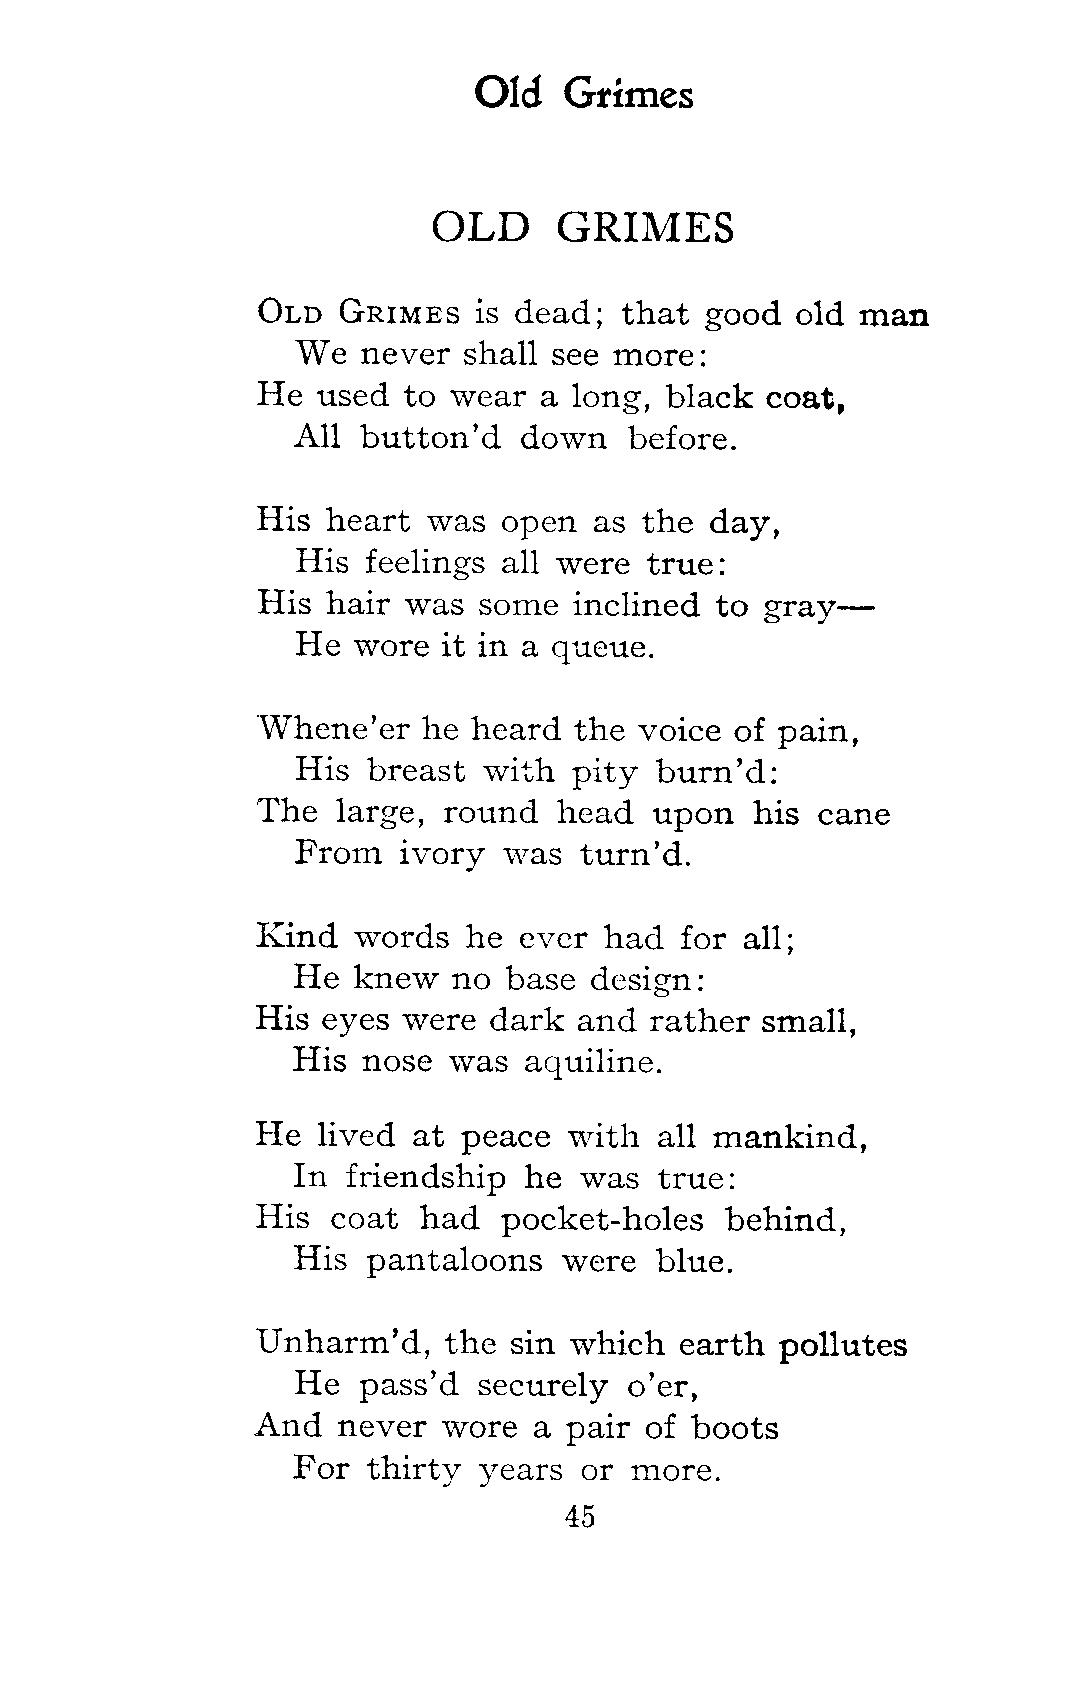 Old Grimes
OLD GRIMES
OLD GRIMES is dead; that good old man
We never shall see more:
He used to wear a long, black coat,
All button'd down before.
His heart was open as the day,
His feelings all were true:
His hair was some inclined to gray—
He wore it in a queue.
Whene'er he heard the voice of pain,
His breast with pity burn'd:
The large, round head upon his cane
From ivory was turn'd.
Kind words he ever had for all;
He knew no base design:
His eyes were dark and rather small,
His nose was aquiline.
He lived at peace with all mankind,
In friendship he was true:
His coat had pocket-holes behind,
His pantaloons were blue.
Unharm'd, the sin which earth pollutes
He pass'd securely o'er,
And never wore a pair of boots
For thirty years or more.
45